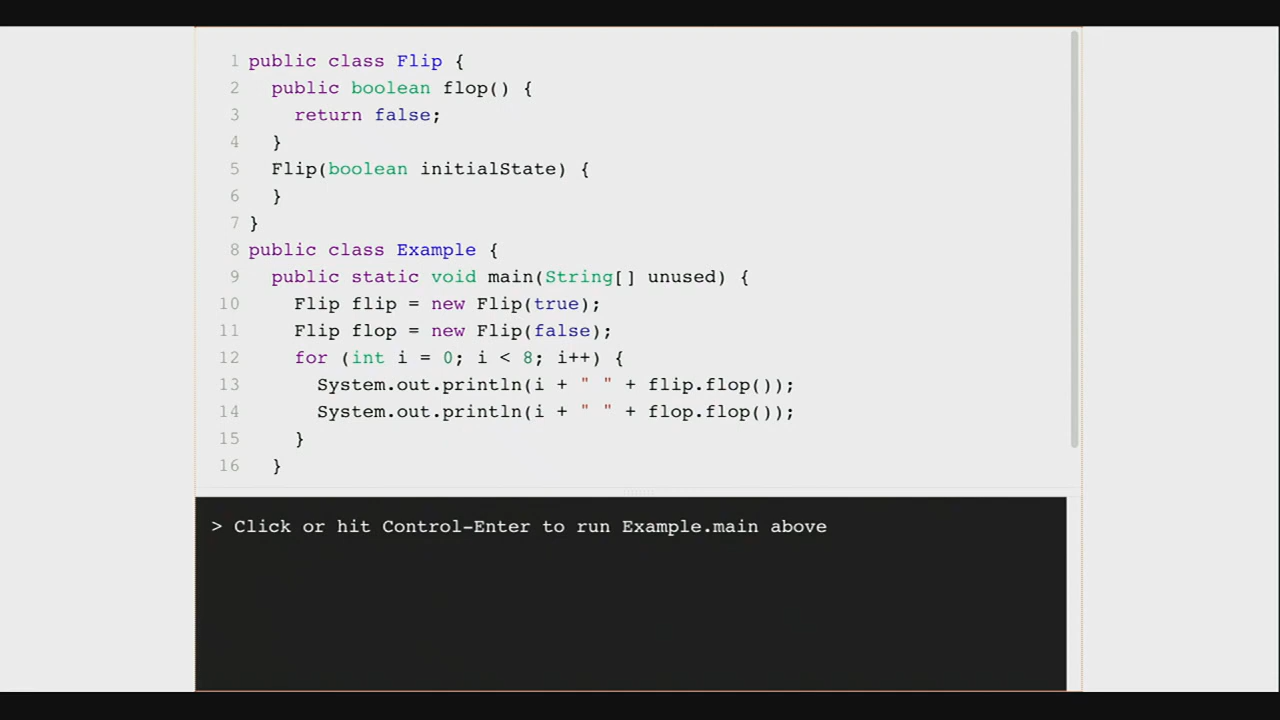 1 public class Flip {
2 public boolean flop() {
3 return false;
4 }
5 Flip(boolean initialState) {
6 }
7 }
8 public class Example {
9 public static void main(String[] unused) {
10 Flip flip = new Flip(true);
11 Flip flop = new Flip(false);
12 for (int i = 0; i < 8; i++) {
13 System.out.println(i + " " + flip.flop());
14 System.out.println(i + " " + flop.flop());
15 }
16 }
> Click or hit Control-Enter to run Example.main above